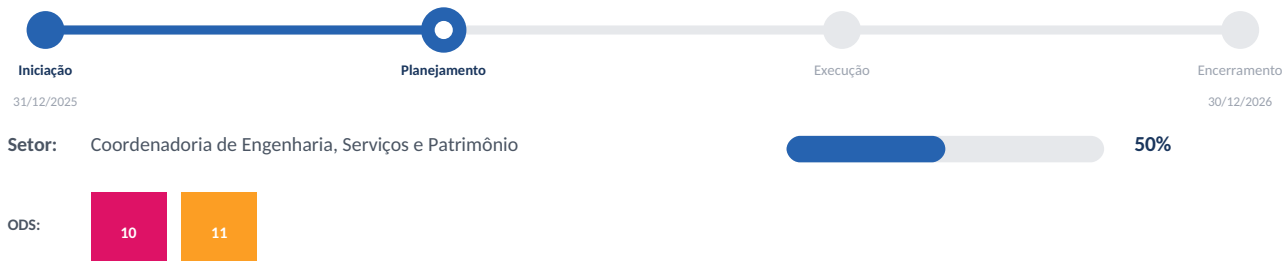 Iniciação Planejamento Execução Encerramento
31/12/2025 30/12/2026
Setor: Coordenadoria de Engenharia, Serviços e Patrimônio 50%
ODS: 10 11